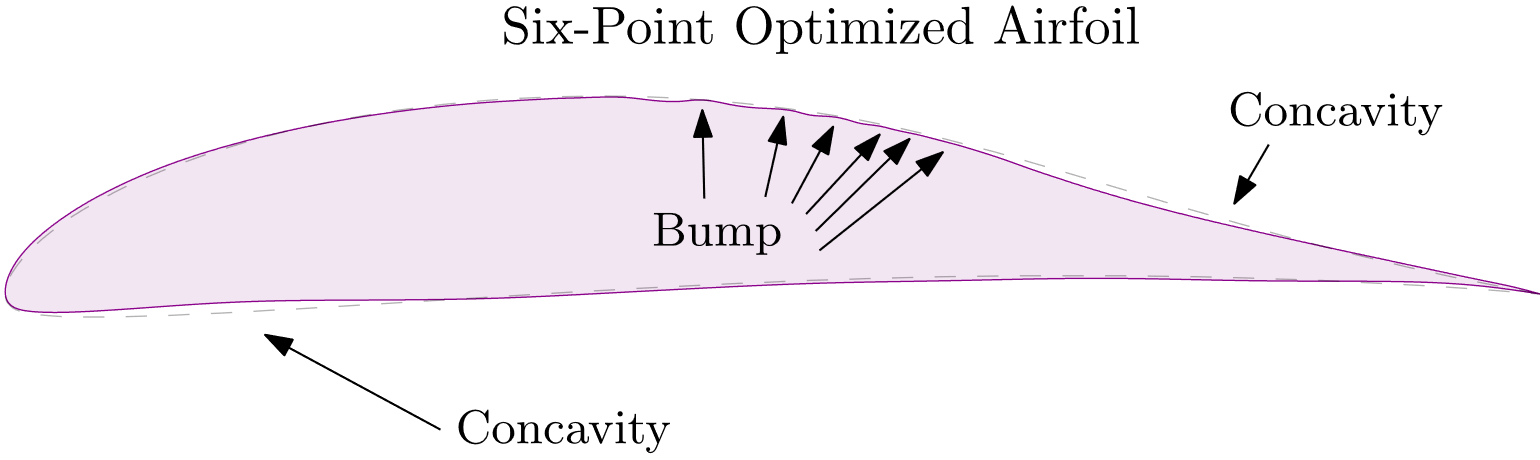 Six-Point Optimized Airfoil
Concavity
Bump
Concavity